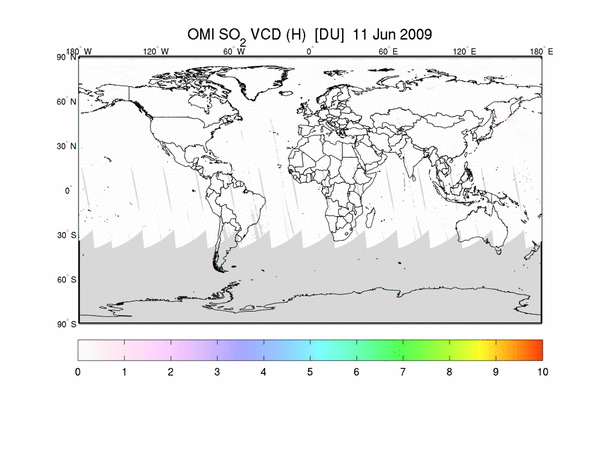 OMI SO2 VCD (H) [DU] 11 Jun 2009
180° W 120° W 60° W 0° 60° E 120° E 180° E
90° N
60° N
30° N
0°
30° S
60° S
90° S
0 1 2 3 4 5 6 7 8 9 10